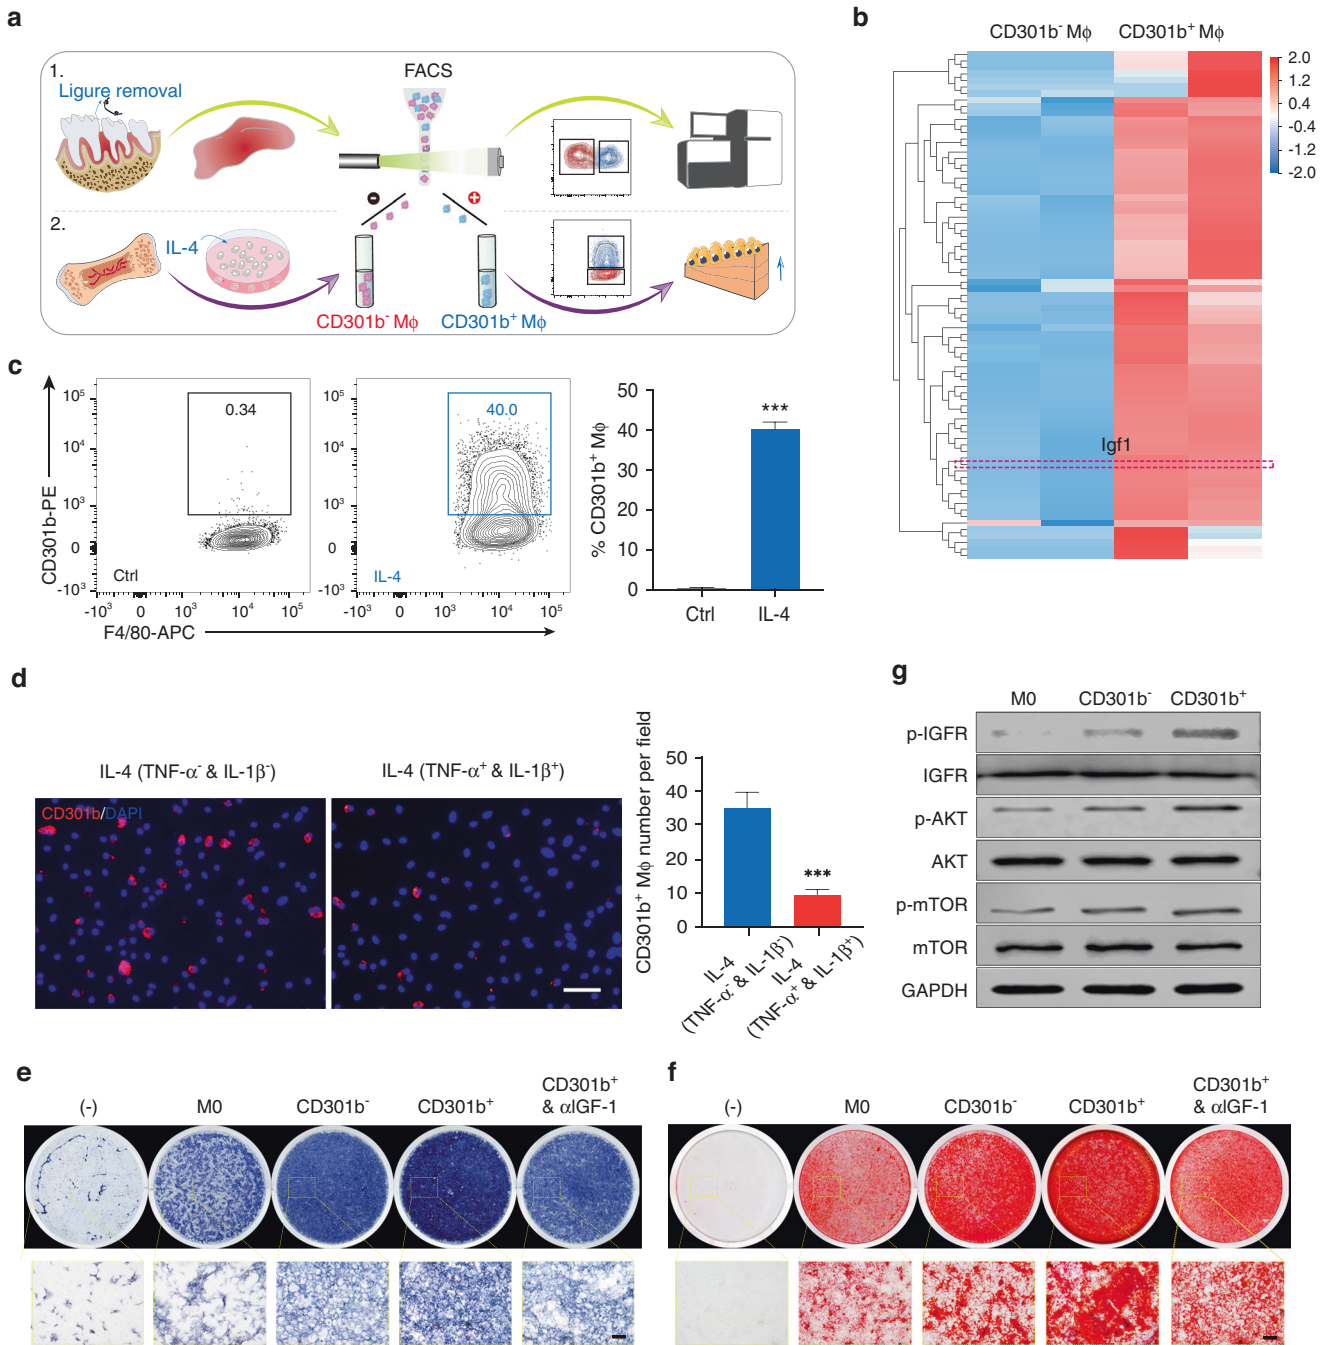 a
1.
Ligure removal
FACS
2.
IL-4
CD301b⁻ Mϕ
CD301b⁺ Mϕ
b
CD301b⁻ Mϕ CD301b⁺ Mϕ
2.0
1.2
0.4
-0.4
-1.2
-2.0
Igf1
c
CD301b-PE
10⁵
10⁴
10³
0
-10³
0.34
Ctrl
-10³ 0 10³ 10⁴ 10⁵
10⁵
10⁴
10³
0
-10³
40.0
IL-4
-10³ 0 10³ 10⁴ 10⁵
F4/80-APC
% CD301b⁺ Mϕ
50
40
30
20
10
0
***
Ctrl IL-4
d
IL-4 (TNF-α⁻ & IL-1β⁻)
IL-4 (TNF-α⁺ & IL-1β⁺)
CD301b/DAPI
CD301b⁺ Mϕ number per field
50
40
30
20
10
0
***
IL-4
(TNF-α⁻ & IL-1β⁻)
IL-4
(TNF-α⁺ & IL-1β⁺)
g
M0 CD301b⁻ CD301b⁺
p-IGFR
IGFR
p-AKT
AKT
p-mTOR
mTOR
GAPDH
e
(-) M0 CD301b⁻ CD301b⁺ CD301b⁺
& αIGF-1
f
(-) M0 CD301b⁻ CD301b⁺ CD301b⁺
& αIGF-1